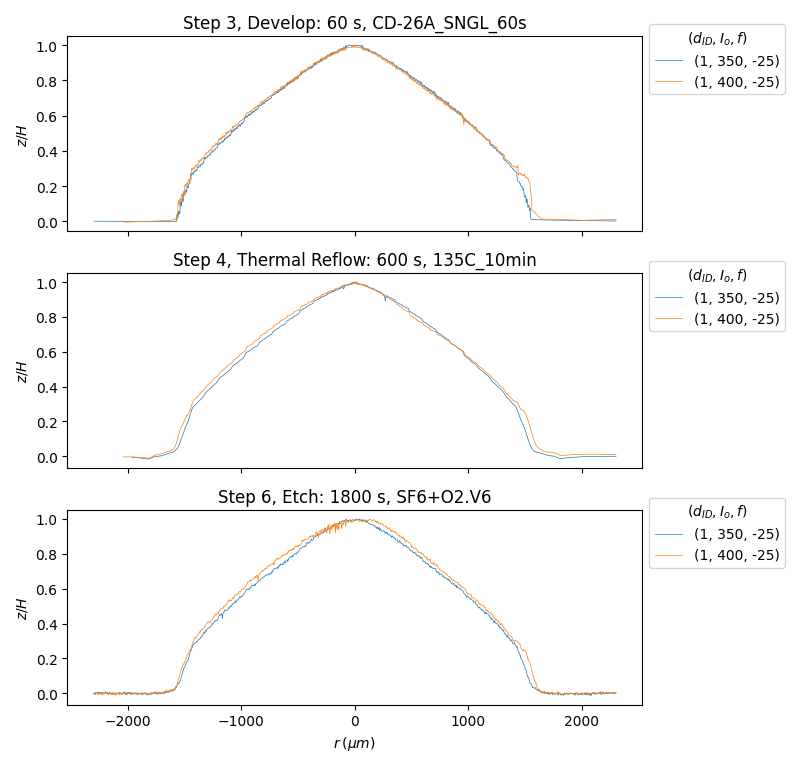 Step 3, Develop: 60 s, CD-26A_SNGL_60s
z/H
1.0
0.8
0.6
0.4
0.2
0.0
(d_ID, I_o, f)
(1, 350, -25)
(1, 400, -25)
Step 4, Thermal Reflow: 600 s, 135C_10min
z/H
1.0
0.8
0.6
0.4
0.2
0.0
(d_ID, I_o, f)
(1, 350, -25)
(1, 400, -25)
Step 6, Etch: 1800 s, SF6+O2.V6
z/H
1.0
0.8
0.6
0.4
0.2
0.0
(d_ID, I_o, f)
(1, 350, -25)
(1, 400, -25)
−2000 −1000 0 1000 2000
r (μm)